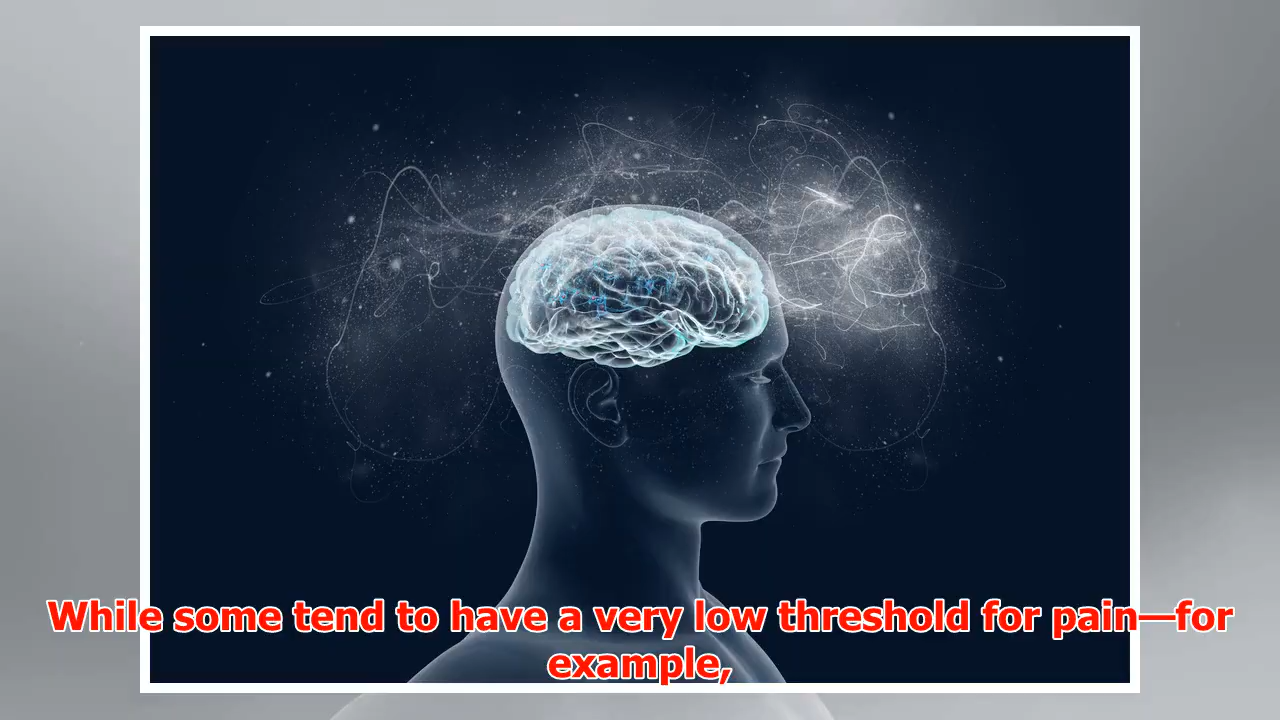 While some tend to have a very low threshold for pain—for
example,